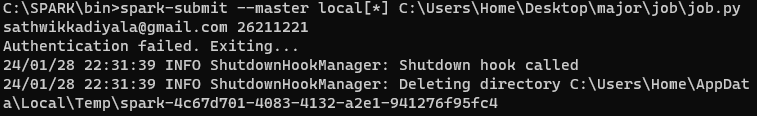 C:\SPARK\bin>spark-submit --master local[*] C:\Users\Home\Desktop\major\job\job.py
sathwikkadiyala@gmail.com 26211221
Authentication failed. Exiting...
24/01/28 22:31:39 INFO ShutdownHookManager: Shutdown hook called
24/01/28 22:31:39 INFO ShutdownHookManager: Deleting directory C:\Users\Home\AppDat
a\Local\Temp\spark-4c67d701-4083-4132-a2e1-941276f95fc4